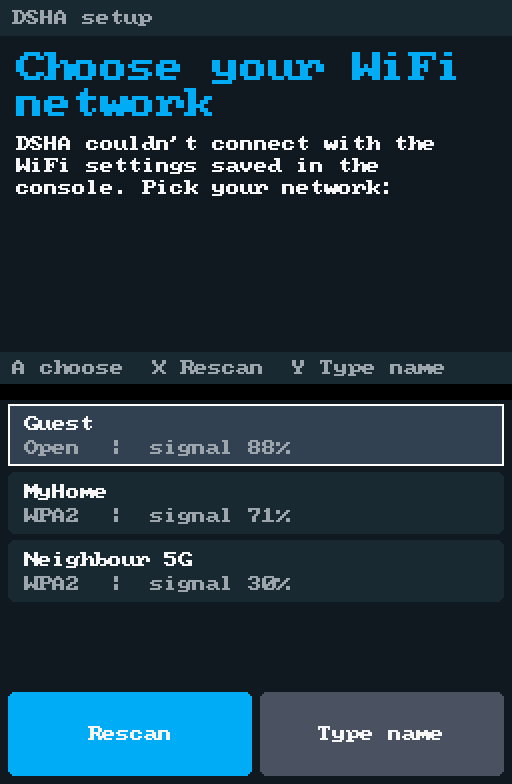 DSHA setup
Choose your WiFi
network
DSHA couldn't connect with the
WiFi settings saved in the
console. Pick your network:
A choose X Rescan Y Type name
Guest
Open | signal 88%
MyHome
WPA2 | signal 71%
Neighbour 5G
WPA2 | signal 30%
Rescan
Type name